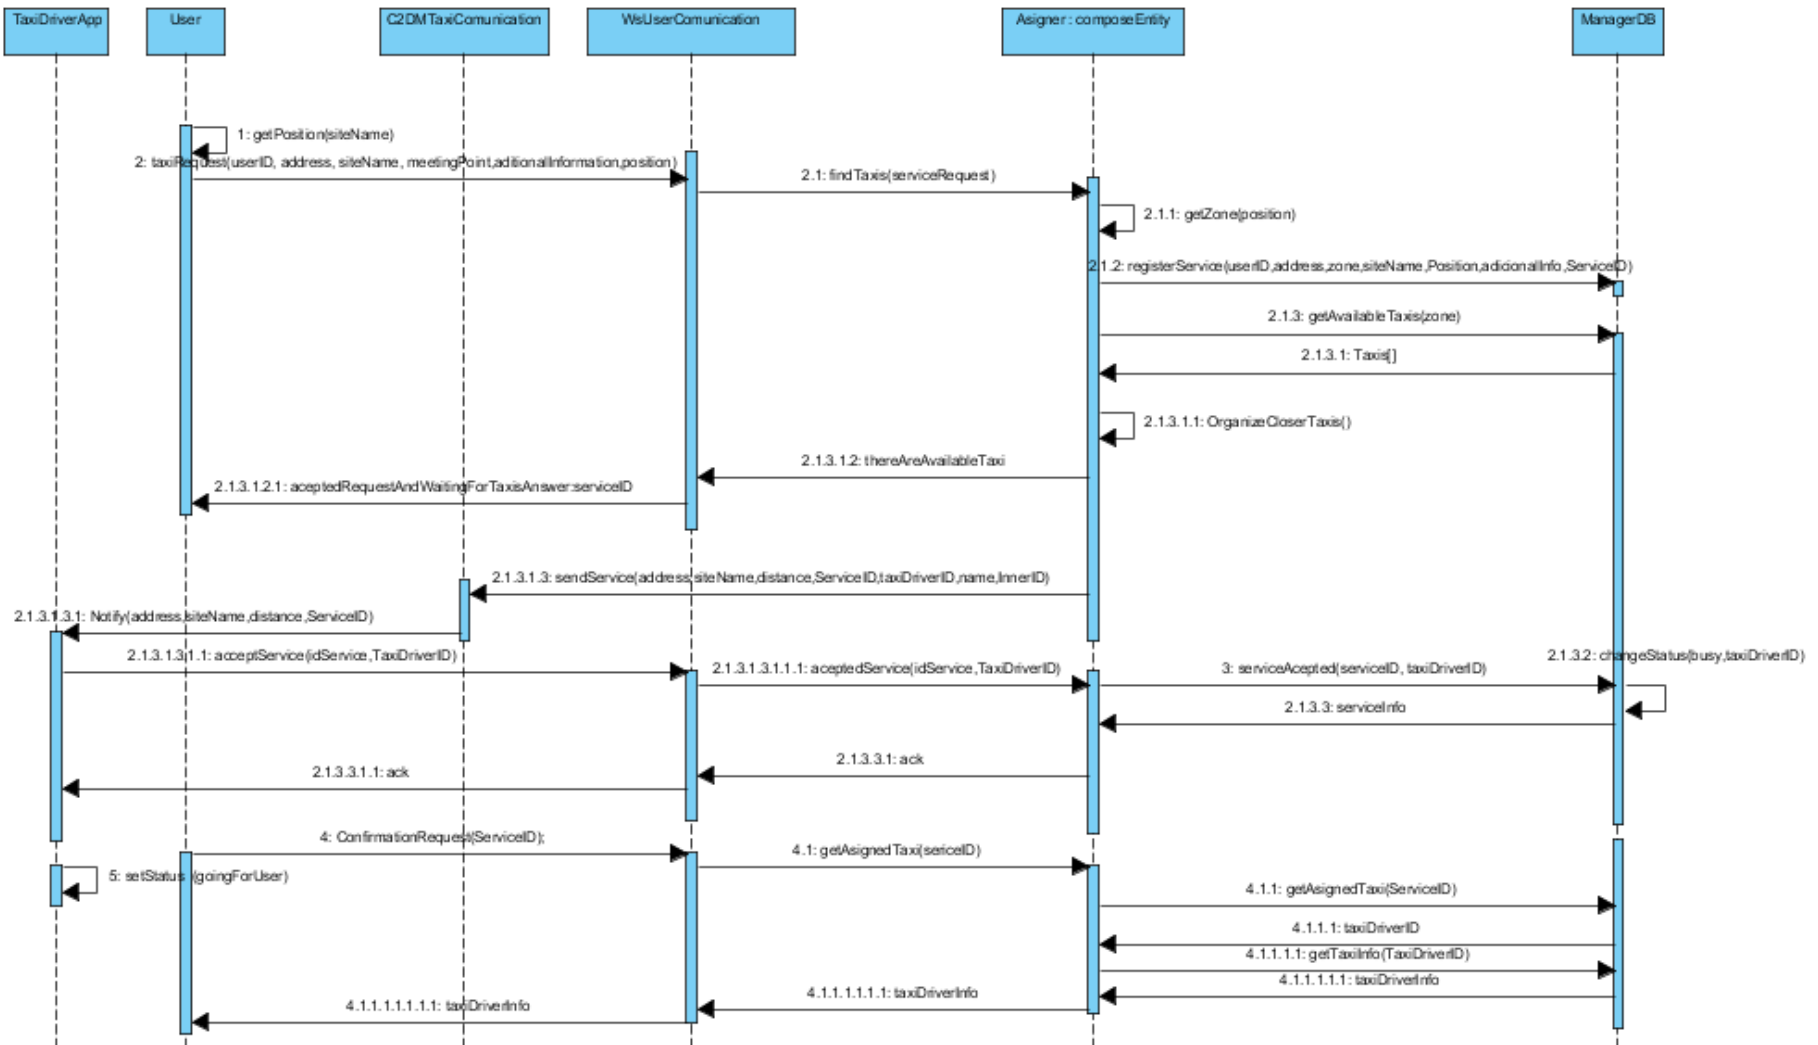 TaxiDriverApp
User
C2DMTaxiComunication
WsUserComunication
Asigner : composeEntity
ManagerDB
1: getPosition(siteName)
2: taxiRequest(userID, address, siteName, meetingPoint,aditionalInformation,position)
2.1: findTaxis(serviceRequest)
2.1.1: getZone(position)
2.1.2: registerService(userID,address,zone,siteName,Position,adicionalInfo,ServiceID)
2.1.3: getAvailableTaxis(zone)
2.1.3.1: Taxis[]
2.1.3.1.1: OrganizeCloserTaxis()
2.1.3.1.2: thereAreAvailableTaxi
2.1.3.1.2.1: aceptedRequestAndWaitingForTaxisAnswer:serviceID
2.1.3.1.3: sendService(address,siteName,distance,ServiceID,taxiDriverID,name,InnerID)
2.1.3.1.3.1: Notify(address,siteName,distance,ServiceID)
2.1.3.1.3.1.1: acceptService(idService,TaxiDriverID)
2.1.3.1.3.1.1.1: aceptedService(idService,TaxiDriverID)
3: serviceAcepted(serviceID, taxiDriverID)
2.1.3.2: changeStatus(busy,taxiDriverID)
2.1.3.3: serviceInfo
2.1.3.3.1: ack
2.1.3.3.1.1: ack
4: ConfirmationRequest(ServiceID);
4.1: getAsignedTaxi(sericeID)
5: setStatus (goingForUser)
4.1.1: getAsignedTaxi(ServiceID)
4.1.1.1: taxiDriverID
4.1.1.1.1: getTaxiInfo(TaxiDriverID)
4.1.1.1.1.1: taxiDriverInfo
4.1.1.1.1.1.1: taxiDriverInfo
4.1.1.1.1.1.1.1: taxiDriverInfo